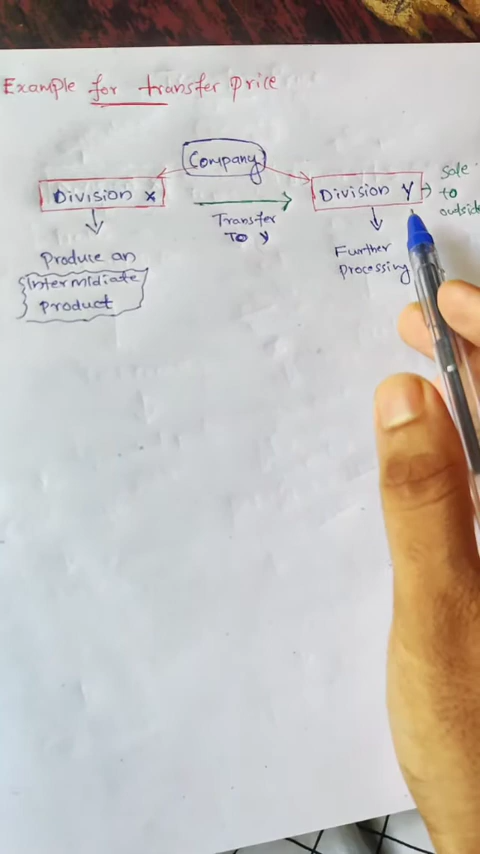 Example for transfer price
Company
Division X
Transfer
To Y
Division Y
sale
to
outside
Produce an
Intermidiate
Product
Further
Processing